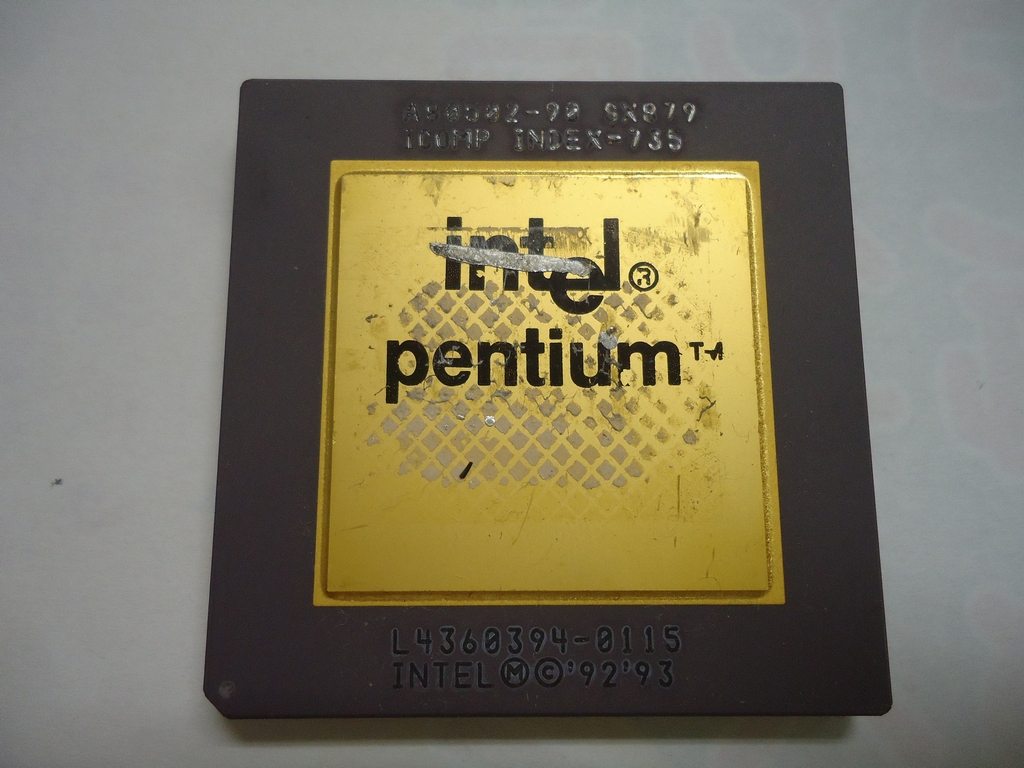 A80502-90 SX879
ICOMP INDEX-735
intel®
pentium™
L4360394-0115
INTEL Ⓜ©'92'93